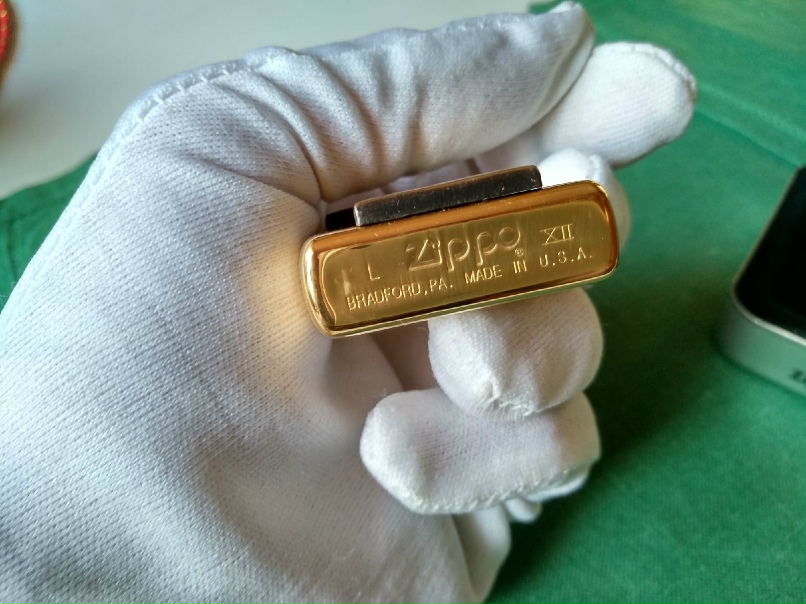 L Zippo ® XII
BRADFORD, PA. MADE IN U.S.A.